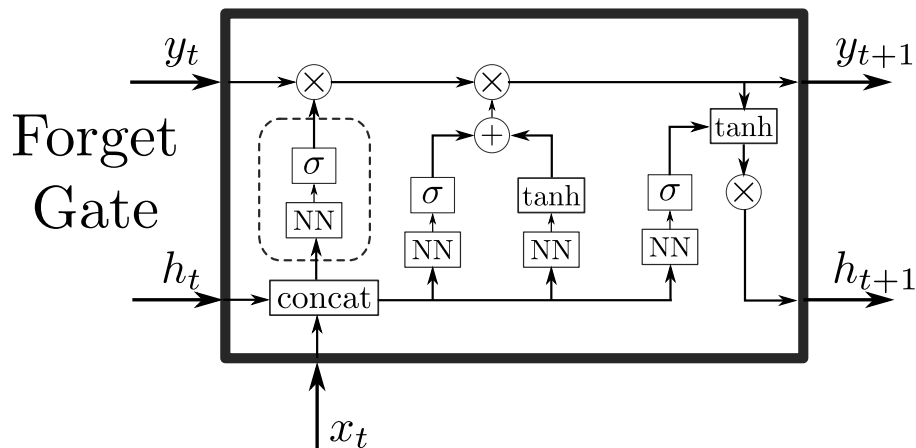 y_t
y_{t+1}
× ×
Forget
Gate
σ
NN
+
σ
NN
tanh
NN
σ
NN
tanh
×
h_t
concat
h_{t+1}
x_t